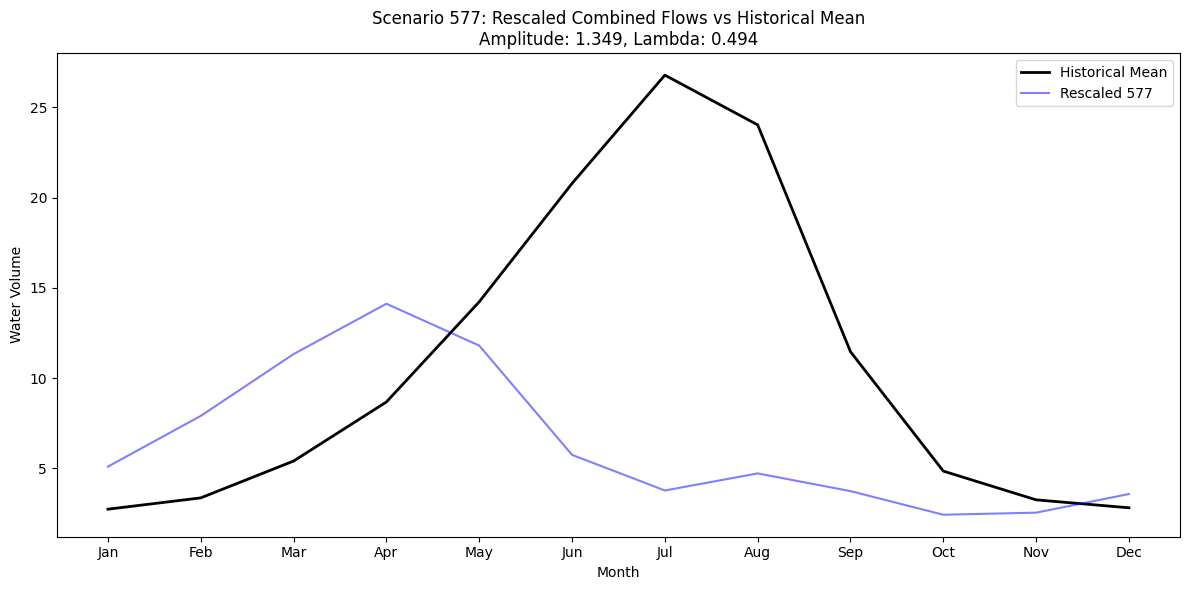 Scenario 577: Rescaled Combined Flows vs Historical Mean
Amplitude: 1.349, Lambda: 0.494
Historical Mean
Rescaled 577
Water Volume
25
20
15
10
5
Jan Feb Mar Apr May Jun Jul Aug Sep Oct Nov Dec
Month